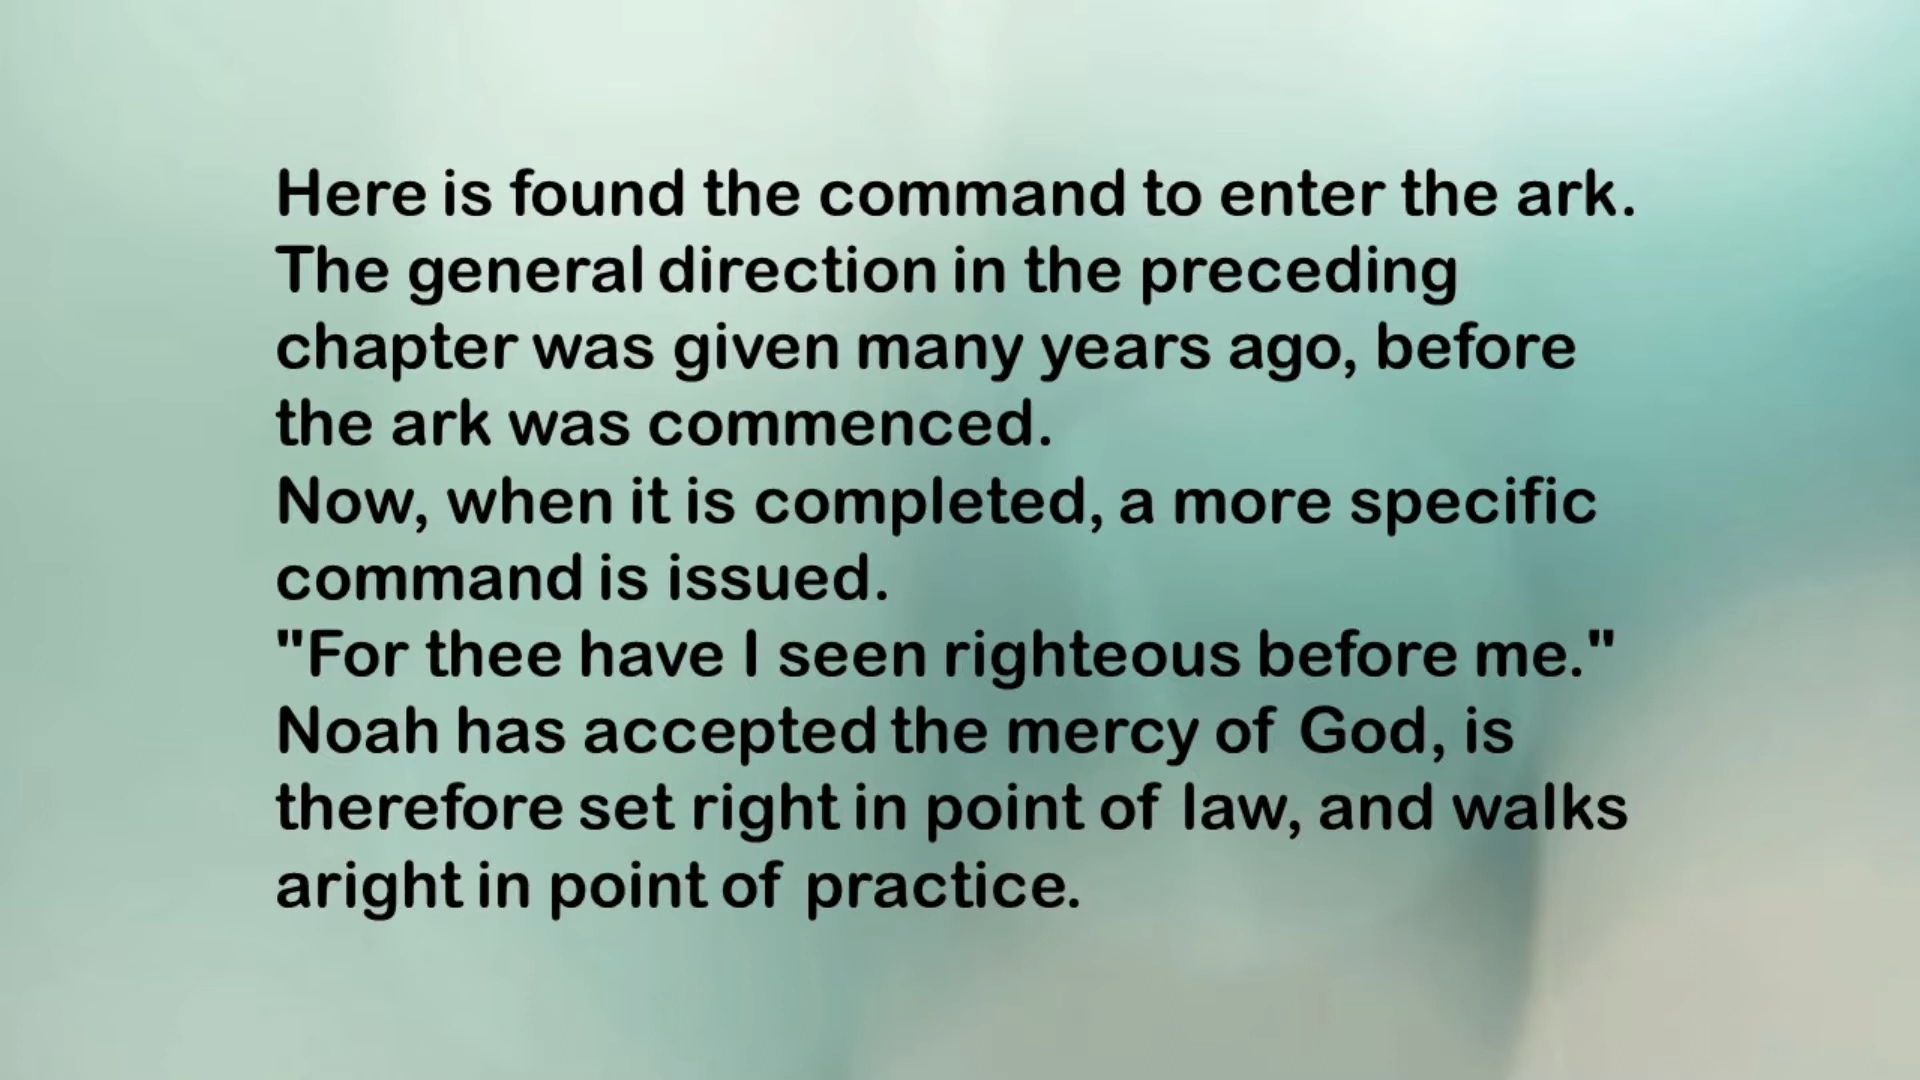 Here is found the command to enter the ark.
The general direction in the preceding
chapter was given many years ago, before
the ark was commenced.
Now, when it is completed, a more specific
command is issued.
"For thee have I seen righteous before me."
Noah has accepted the mercy of God, is
therefore set right in point of law, and walks
aright in point of practice.